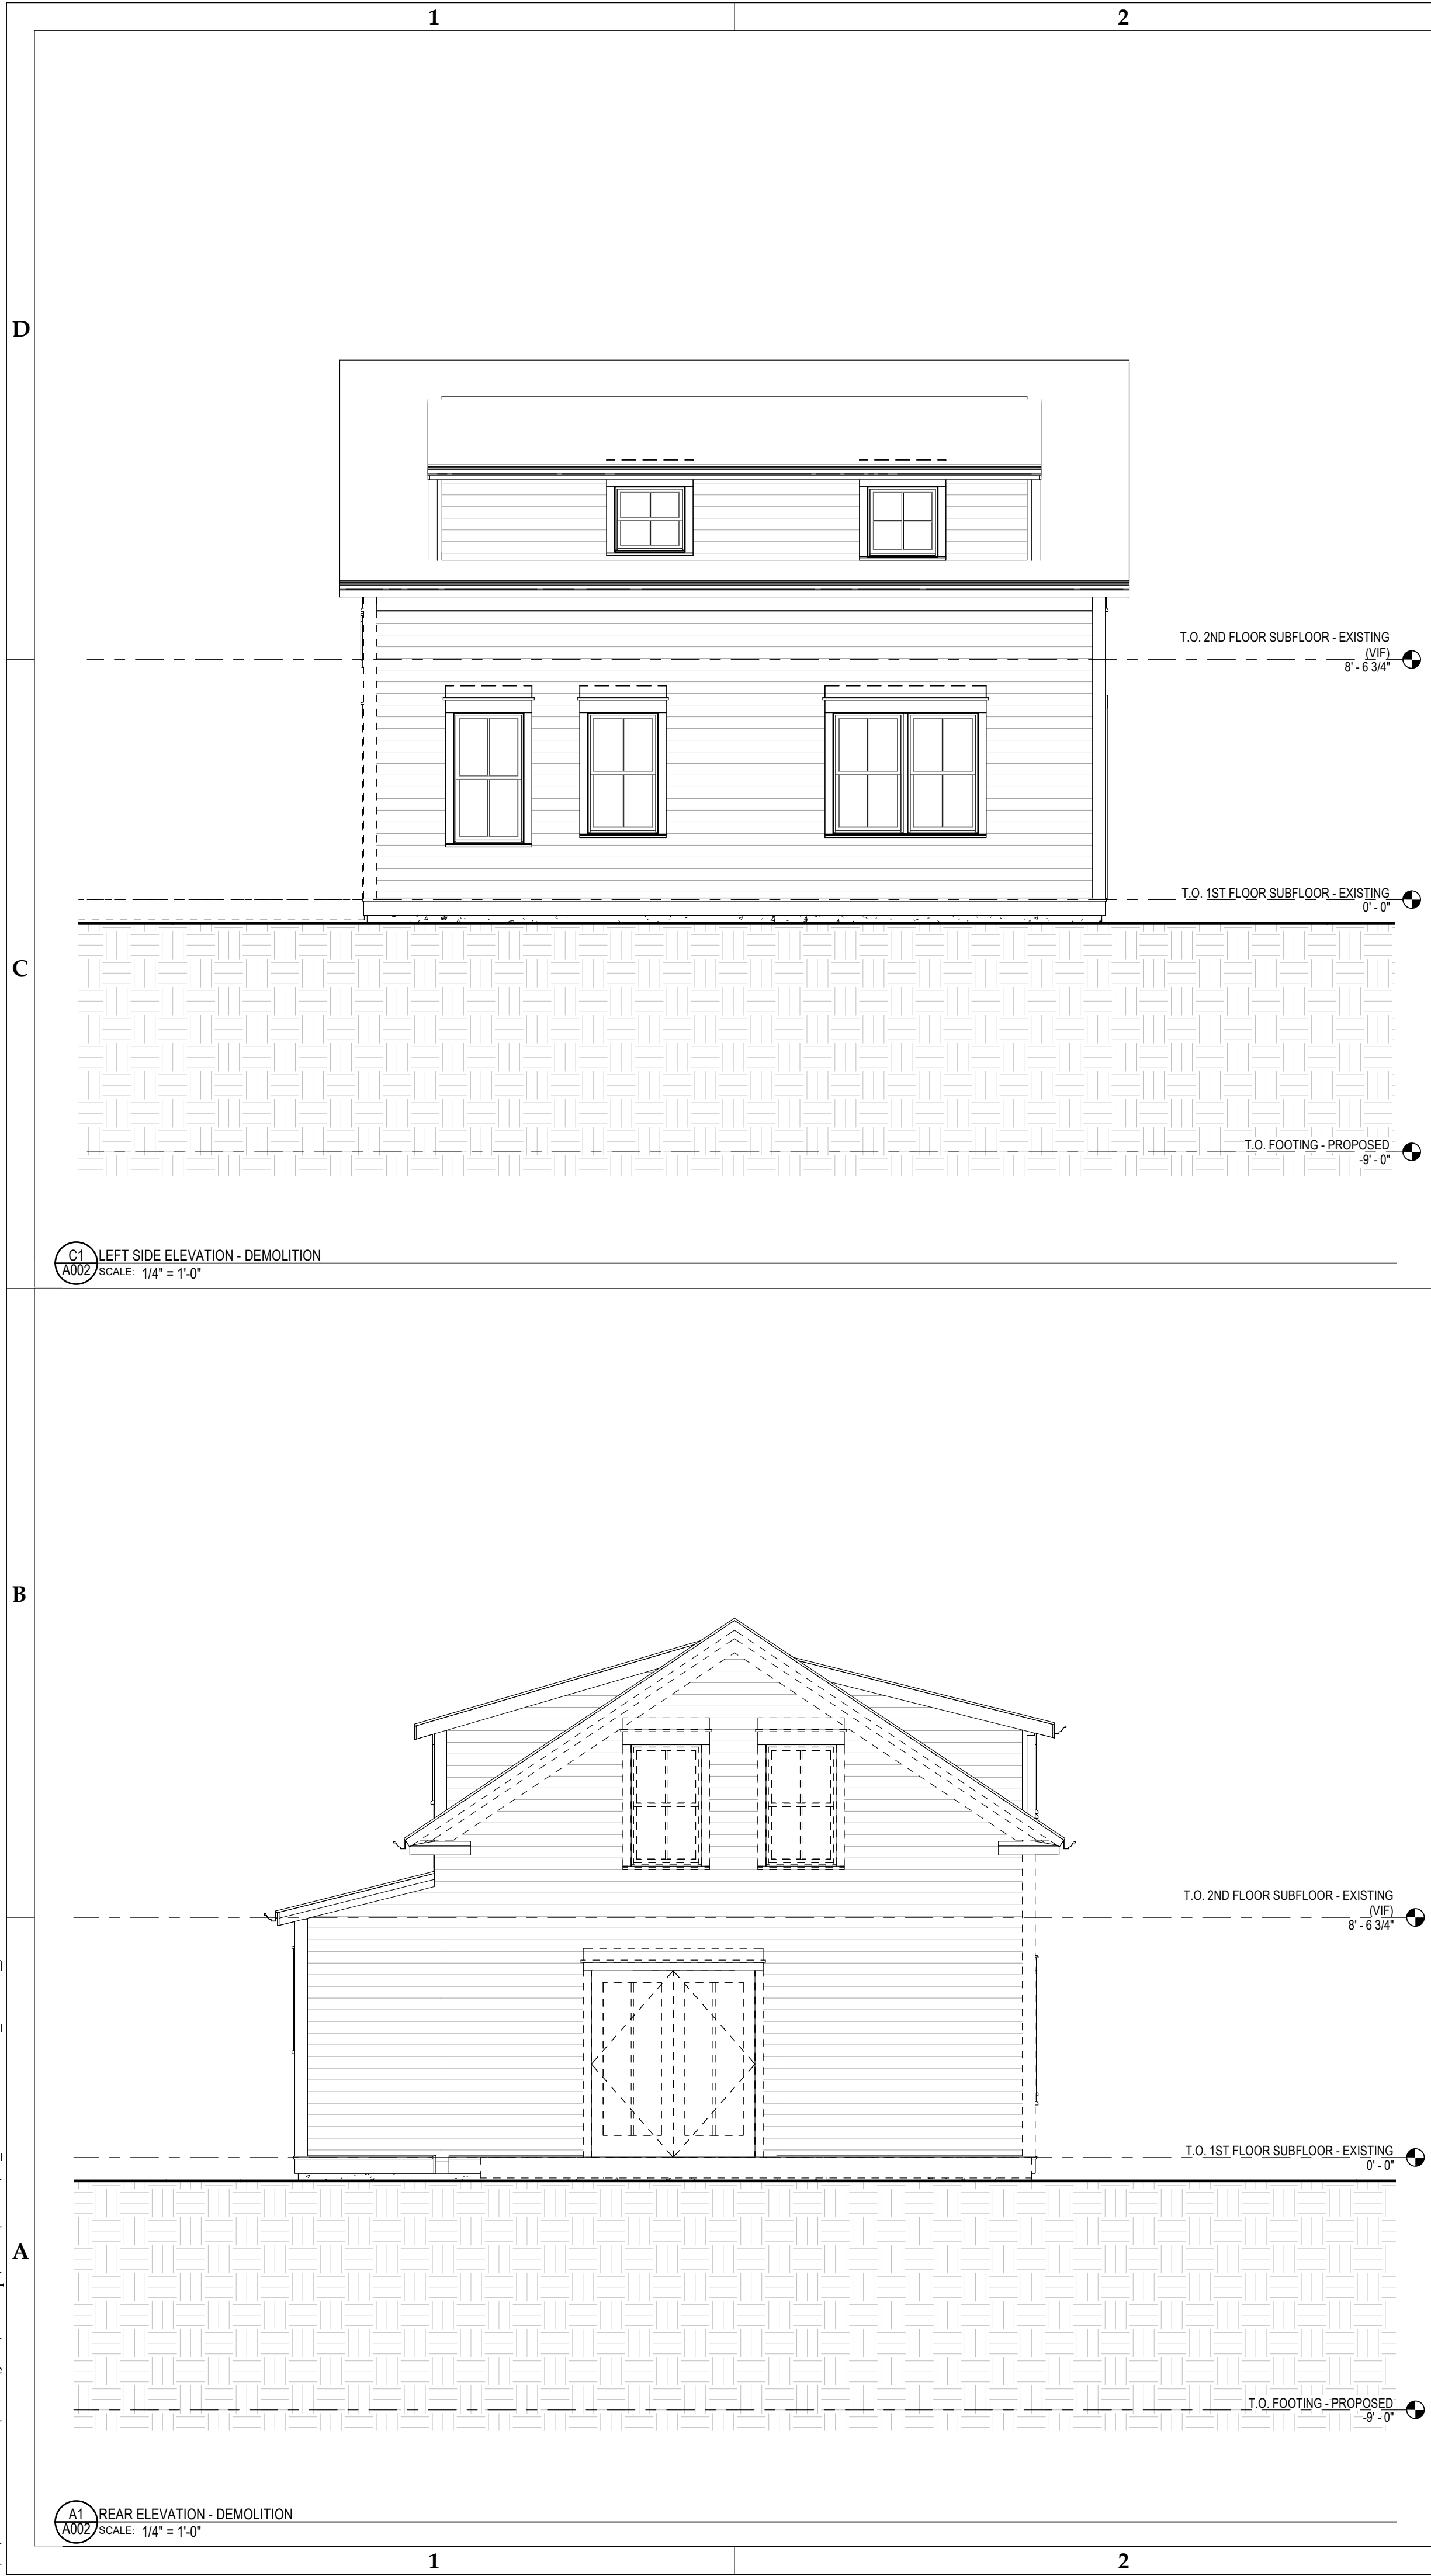 1 2
D
T.O. 2ND FLOOR SUBFLOOR - EXISTING
(VIF)
8' - 6 3/4"
T.O. 1ST FLOOR SUBFLOOR - EXISTING
0' - 0"
C
T.O. FOOTING - PROPOSED
-9' - 0"
C1 LEFT SIDE ELEVATION - DEMOLITION
A002 SCALE: 1/4" = 1'-0"
B
T.O. 2ND FLOOR SUBFLOOR - EXISTING
(VIF)
8' - 6 3/4"
T.O. 1ST FLOOR SUBFLOOR - EXISTING
0' - 0"
A
T.O. FOOTING - PROPOSED
-9' - 0"
A1 REAR ELEVATION - DEMOLITION
A002 SCALE: 1/4" = 1'-0"
1 2